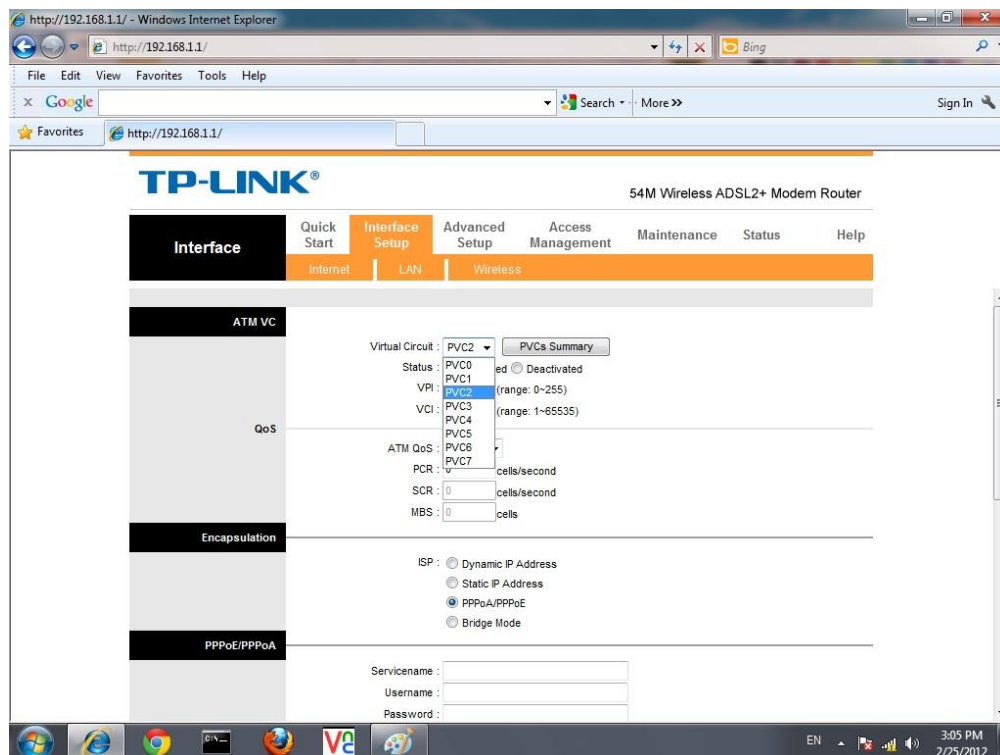 http://192.168.1.1/ - Windows Internet Explorer
http://192.168.1.1/
Bing
File Edit View Favorites Tools Help
x Google Search More >> Sign In
Favorites http://192.168.1.1/
TP-LINK®
54M Wireless ADSL2+ Modem Router
Interface
Quick Start Interface Setup Advanced Setup Access Management Maintenance Status Help
Internet LAN Wireless
ATM VC
Virtual Circuit : PVC2 PVCs Summary
Status : ed Deactivated
PVC0
PVC1
PVC2
PVC3
PVC4
PVC5
PVC6
PVC7
VPI : (range: 0~255)
VCI : (range: 1~65535)
QoS
ATM QoS :
PCR : cells/second
SCR : 0 cells/second
MBS : 0 cells
Encapsulation
ISP : Dynamic IP Address
Static IP Address
PPPoA/PPPoE
Bridge Mode
PPPoE/PPPoA
Servicename :
Username :
Password :
C:\_
V2
EN
3:05 PM
2/25/2012